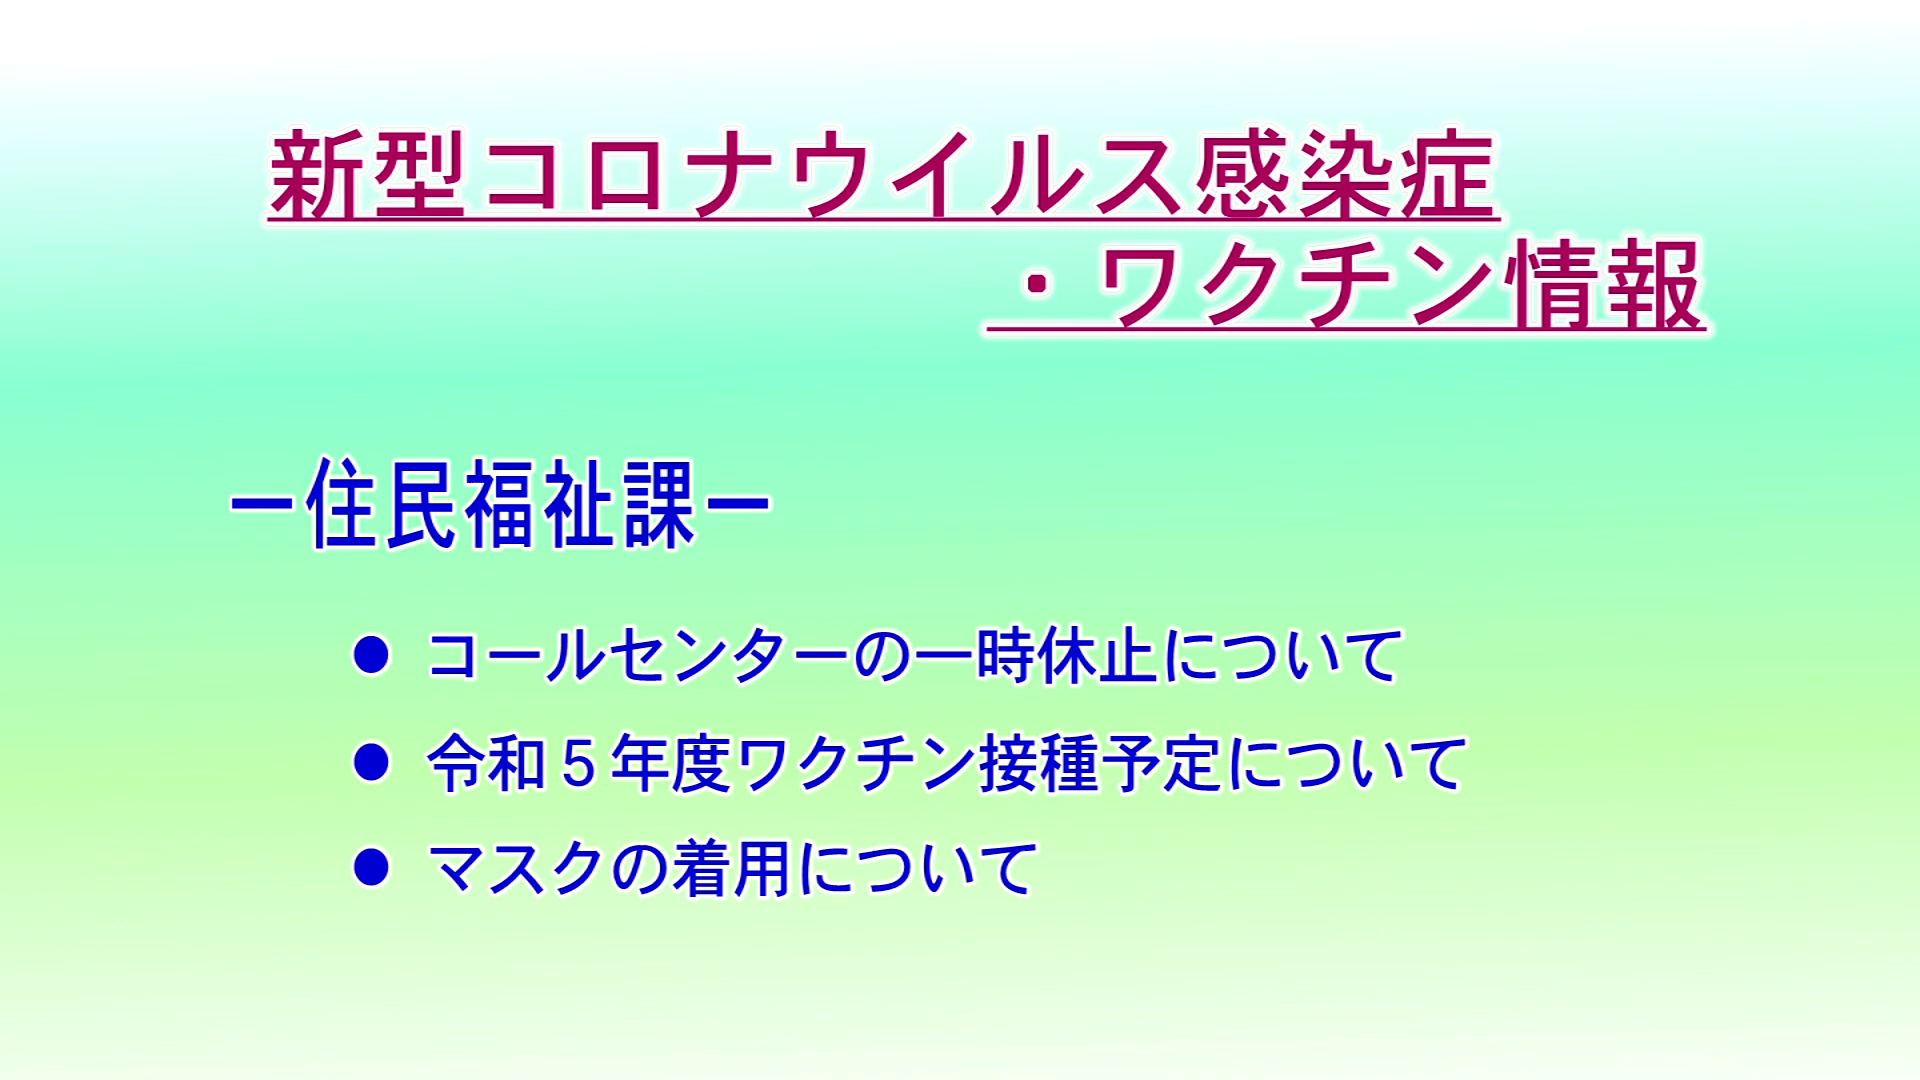 新型コロナウイルス感染症
・ワクチン情報
ー住民福祉課ー
● コールセンターの一時休止について
● 令和５年度ワクチン接種予定について
● マスクの着用について